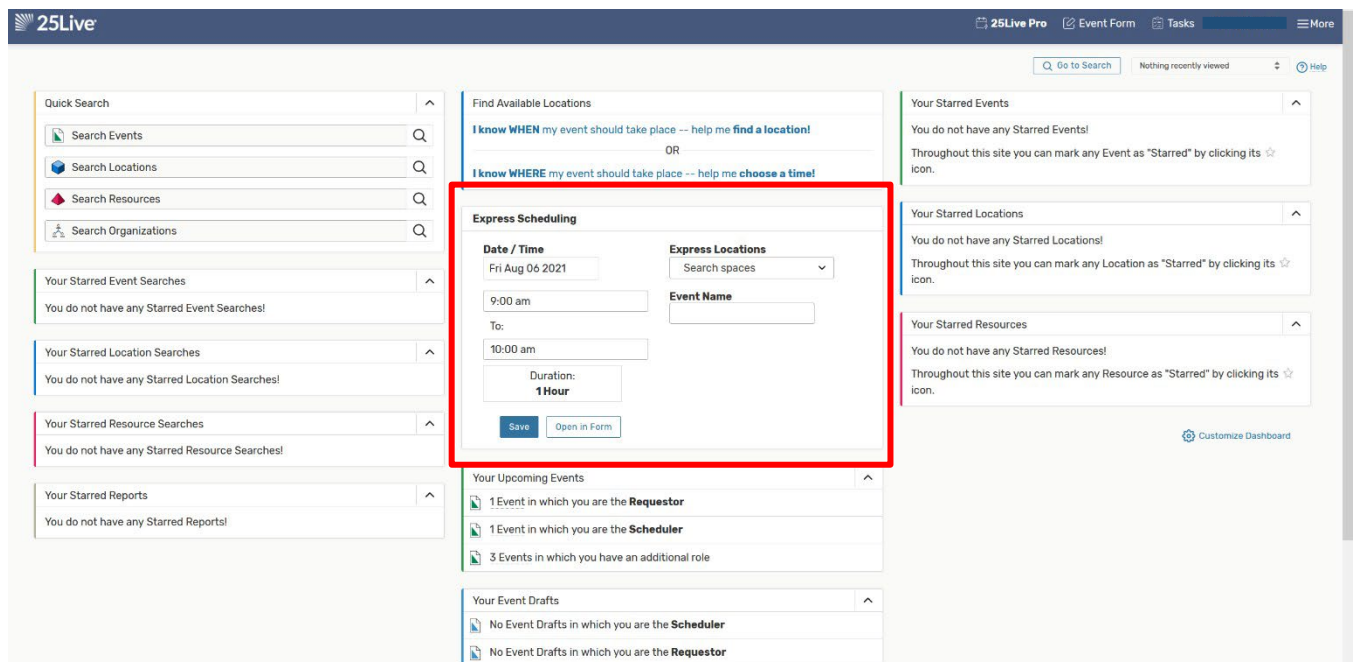 25Live
25Live Pro Event Form Tasks More
Go to Search Nothing recently viewed Help
Quick Search
Search Events
Search Locations
Search Resources
Search Organizations
Your Starred Event Searches
You do not have any Starred Event Searches!
Your Starred Location Searches
You do not have any Starred Location Searches!
Your Starred Resource Searches
You do not have any Starred Resource Searches!
Your Starred Reports
You do not have any Starred Reports!
Find Available Locations
I know WHEN my event should take place -- help me find a location!
OR
I know WHERE my event should take place -- help me choose a time!
Express Scheduling
Date / Time
Fri Aug 06 2021
9:00 am
To:
10:00 am
Duration:
1 Hour
Express Locations
Search spaces
Event Name
Save Open in Form
Your Upcoming Events
1 Event in which you are the Requestor
1 Event in which you are the Scheduler
3 Events in which you have an additional role
Your Event Drafts
No Event Drafts in which you are the Scheduler
No Event Drafts in which you are the Requestor
Your Starred Events
You do not have any Starred Events!
Throughout this site you can mark any Event as "Starred" by clicking its
icon.
Your Starred Locations
You do not have any Starred Locations!
Throughout this site you can mark any Location as "Starred" by clicking its
icon.
Your Starred Resources
You do not have any Starred Resources!
Throughout this site you can mark any Resource as "Starred" by clicking its
icon.
Customize Dashboard